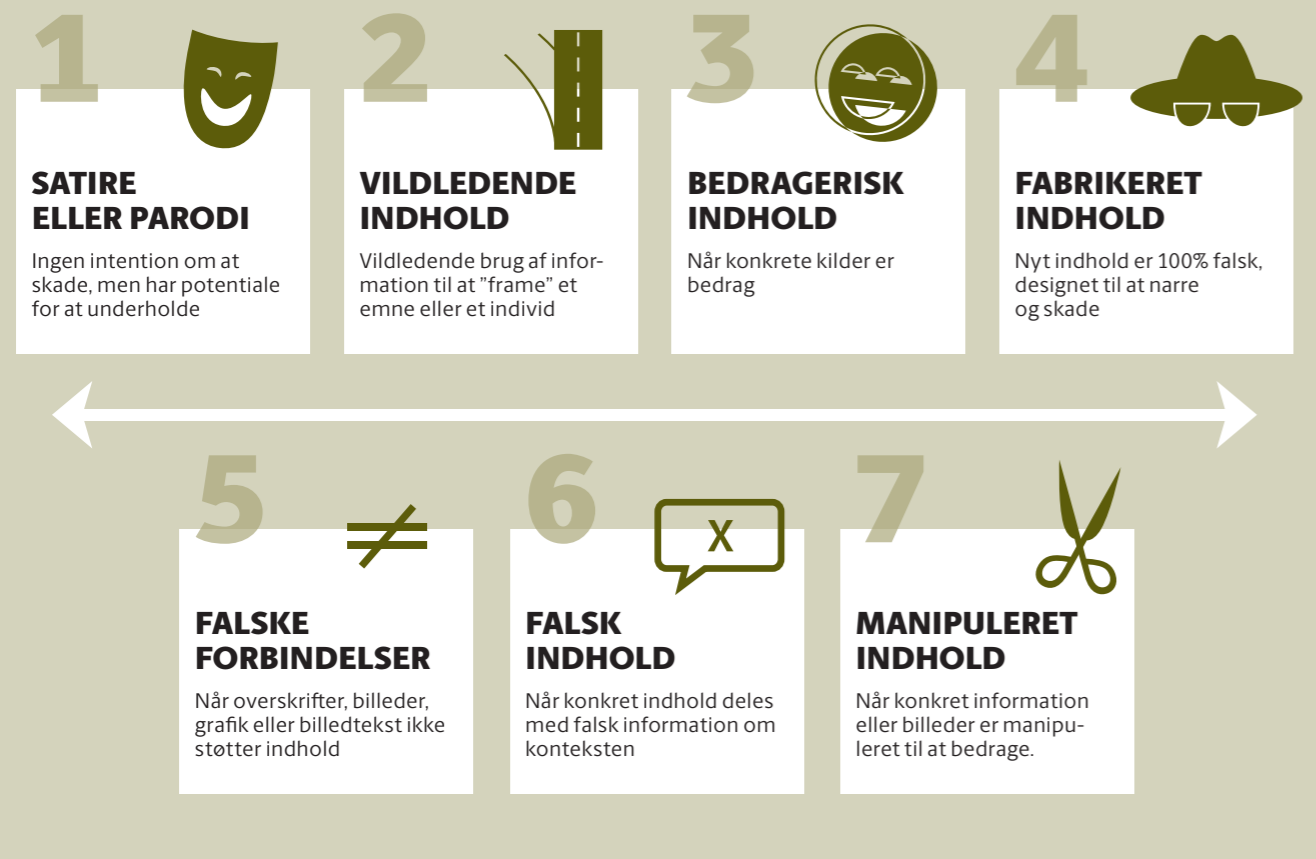 1
SATIRE
ELLER PARODI
Ingen intention om at
skade, men har potentiale
for at underholde
2
VILDLEDENDE
INDHOLD
Vildledende brug af infor-
mation til at ”frame” et
emne eller et individ
3
BEDRAGERISK
INDHOLD
Når konkrete kilder er
bedrag
4
FABRIKERET
INDHOLD
Nyt indhold er 100% falsk,
designet til at narre
og skade
5
FALSKE
FORBINDELSER
Når overskrifter, billeder,
grafik eller billedtekst ikke
støtter indhold
6
X
FALSK
INDHOLD
Når konkret indhold deles
med falsk information om
konteksten
7
MANIPULERET
INDHOLD
Når konkret information
eller billeder er manipu-
leret til at bedrage.